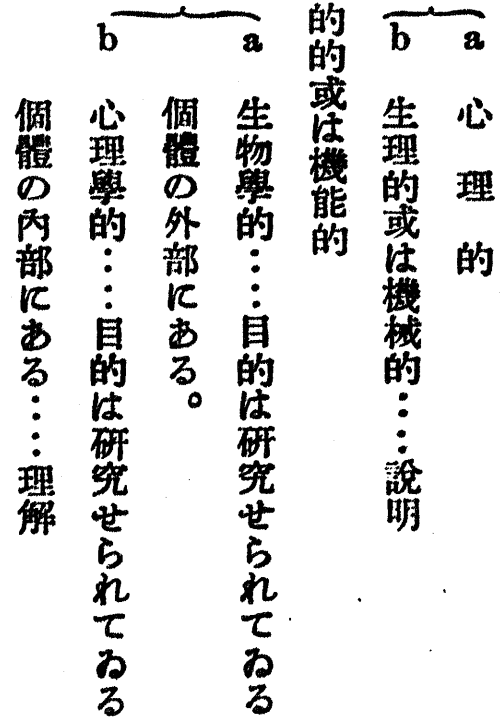 a 心理的
b 生理的或は機械的‥‥說明
的的或は機能的
a 生物學的‥‥目的は硏究せられてゐる
個體の外部にある。
b 心理學的‥‥目的は硏究せられてゐる
個體の內部にある‥‥理解